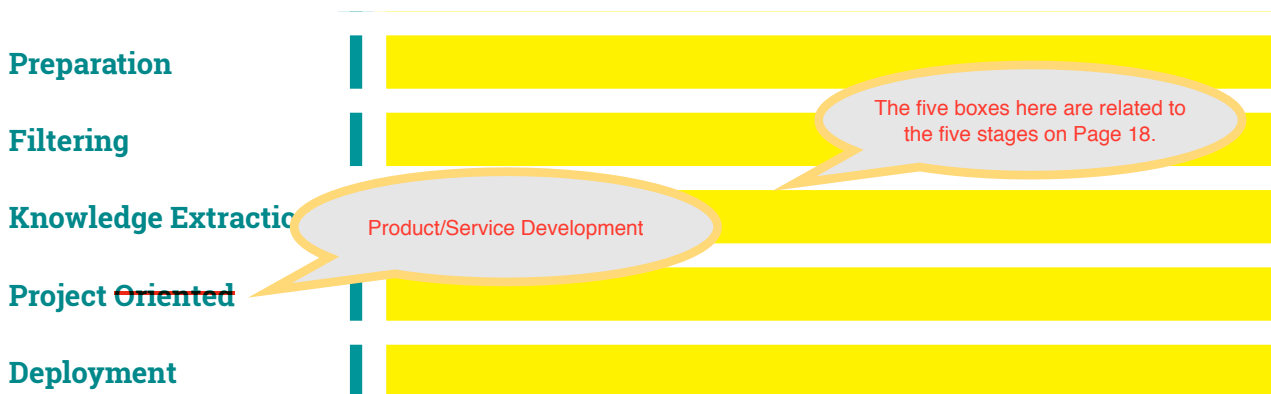 Preparation
The five boxes here are related to
the five stages on Page 18.
Filtering
Knowledge Extractio
Product/Service Development
Project Oriented
Deployment